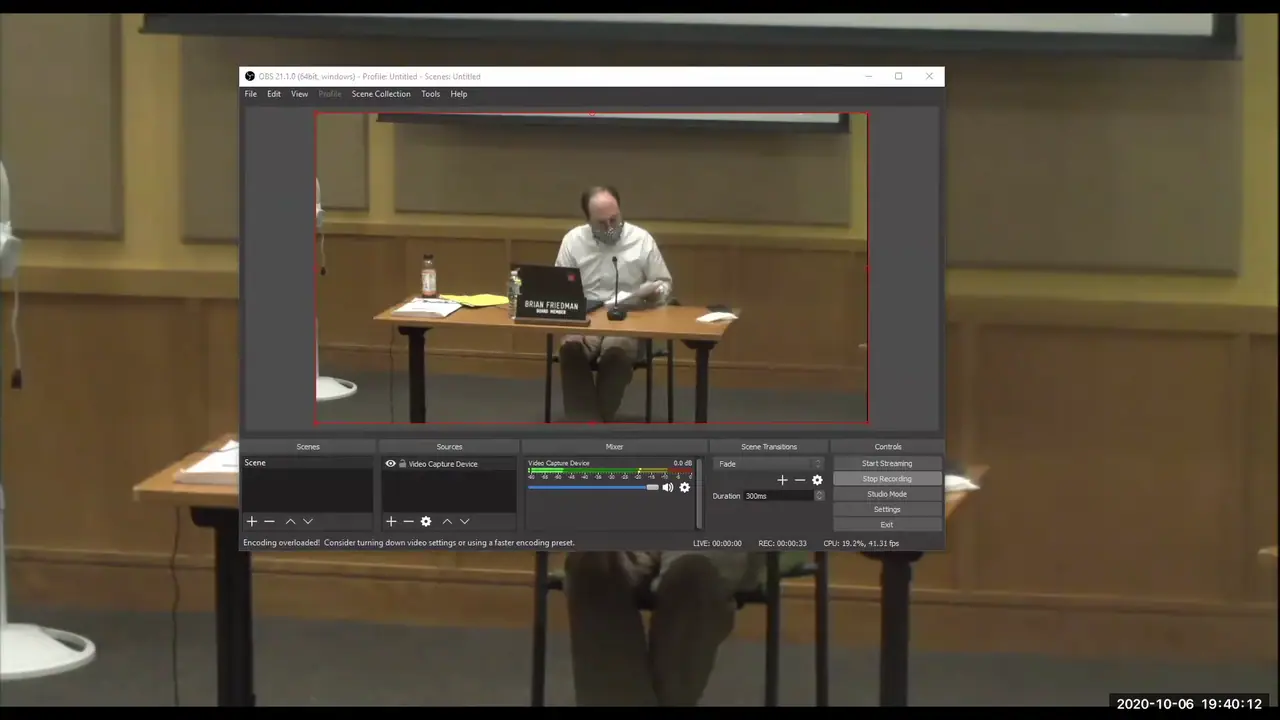 OBS 21.1.0 (64bit, windows) - Profile: Untitled - Scenes: Untitled
File Edit View Profile Scene Collection Tools Help
BRIAN FRIEDMAN
BOARD MEMBER
Scenes Sources Mixer Scene Transitions Controls
Scene
Video Capture Device
Video Capture Device 0.0 dB
Fade
Duration 300ms
Start Streaming
Stop Recording
Studio Mode
Settings
Exit
Encoding overloaded! Consider turning down video settings or using a faster encoding preset. LIVE: 00:00:00 REC: 00:00:33 CPU: 19.2%, 41.31 fps
2020-10-06 19:40:12